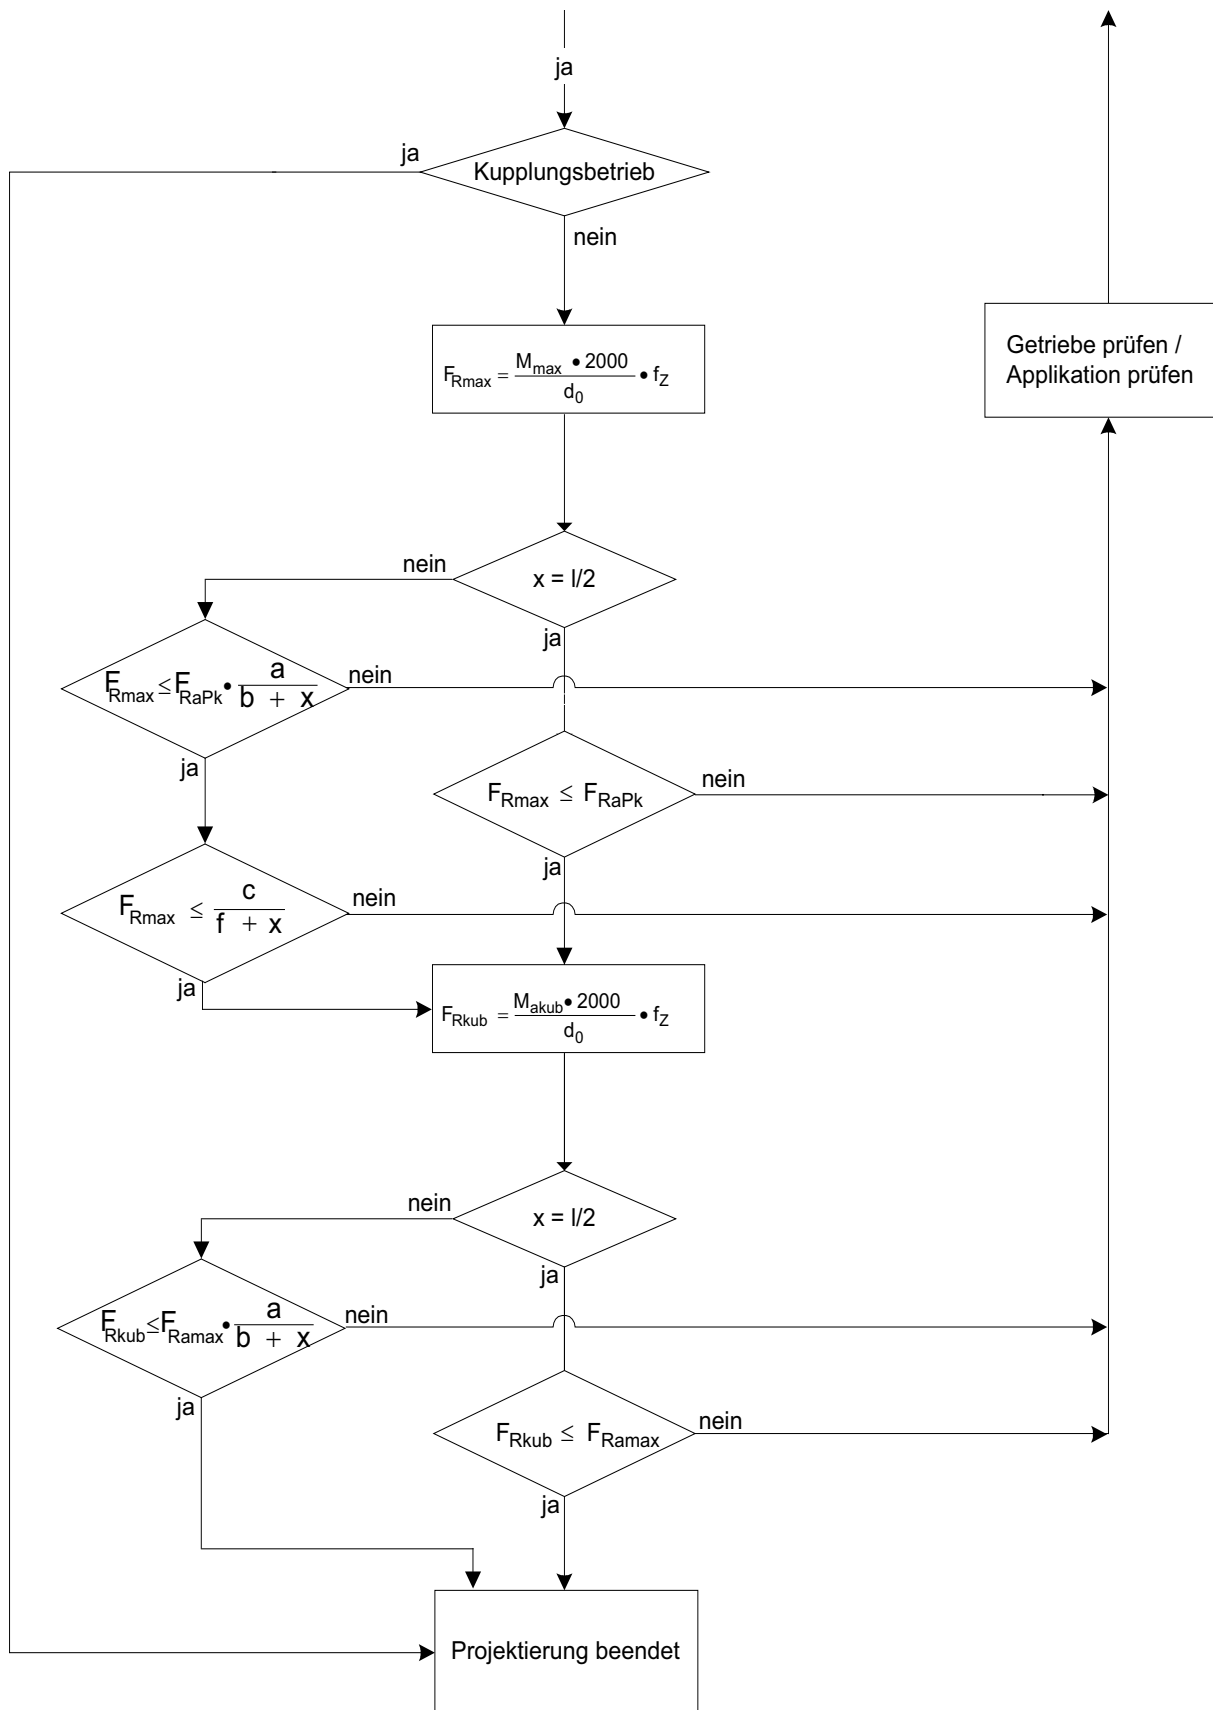 ja
ja
Kupplungsbetrieb
nein
F_Rmax = M_max • 2000 / d_0 • f_Z
Getriebe prüfen /
Applikation prüfen
nein
x = l/2
ja
F_Rmax ≤ F_RaPk • a / b + x
nein
ja
F_Rmax ≤ F_RaPk
nein
ja
F_Rmax ≤ c / f + x
nein
ja
F_Rkub = M_akub • 2000 / d_0 • f_Z
nein
x = l/2
ja
F_Rkub ≤ F_Ramax • a / b + x
nein
ja
F_Rkub ≤ F_Ramax
nein
ja
Projektierung beendet